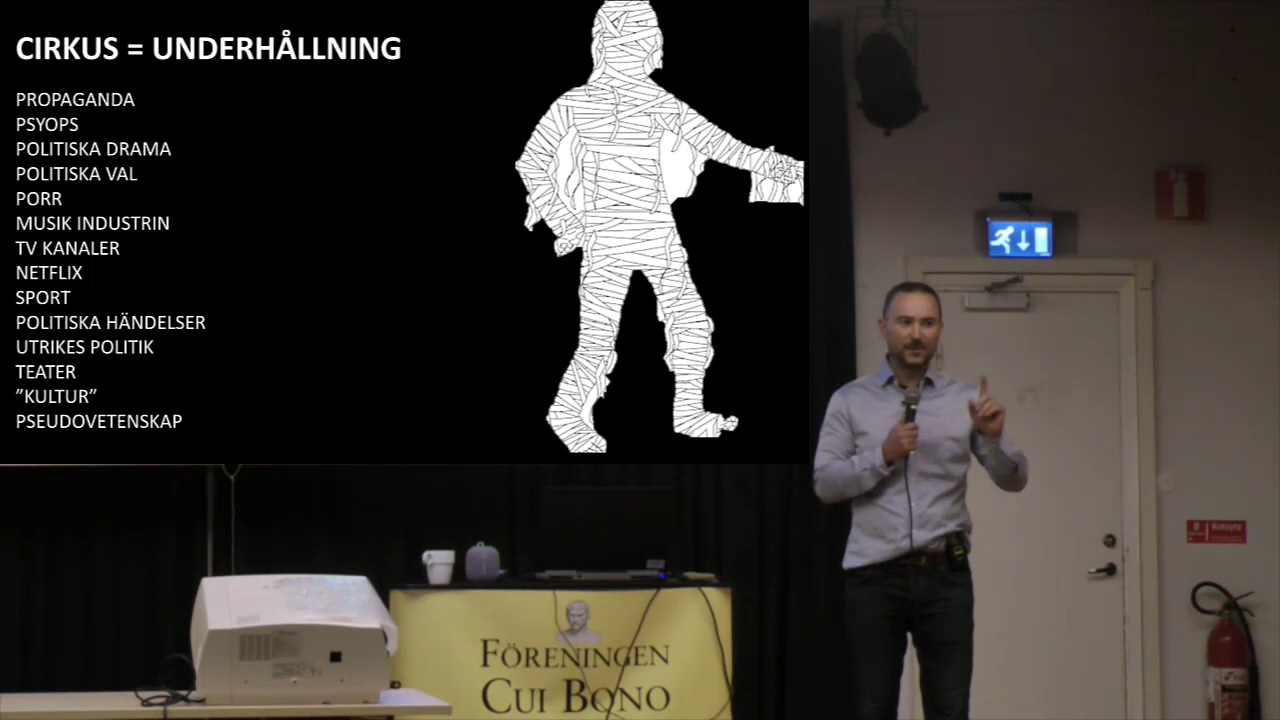 CIRKUS = UNDERHÅLLNING
PROPAGANDA
PSYOPS
POLITISKA DRAMA
POLITISKA VAL
PORR
MUSIK INDUSTRIN
TV KANALER
NETFLIX
SPORT
POLITISKA HÄNDELSER
UTRIKES POLITIK
TEATER
”KULTUR”
PSEUDOVETENSKAP
FÖRENINGEN
CUI BONO
Kolsyra